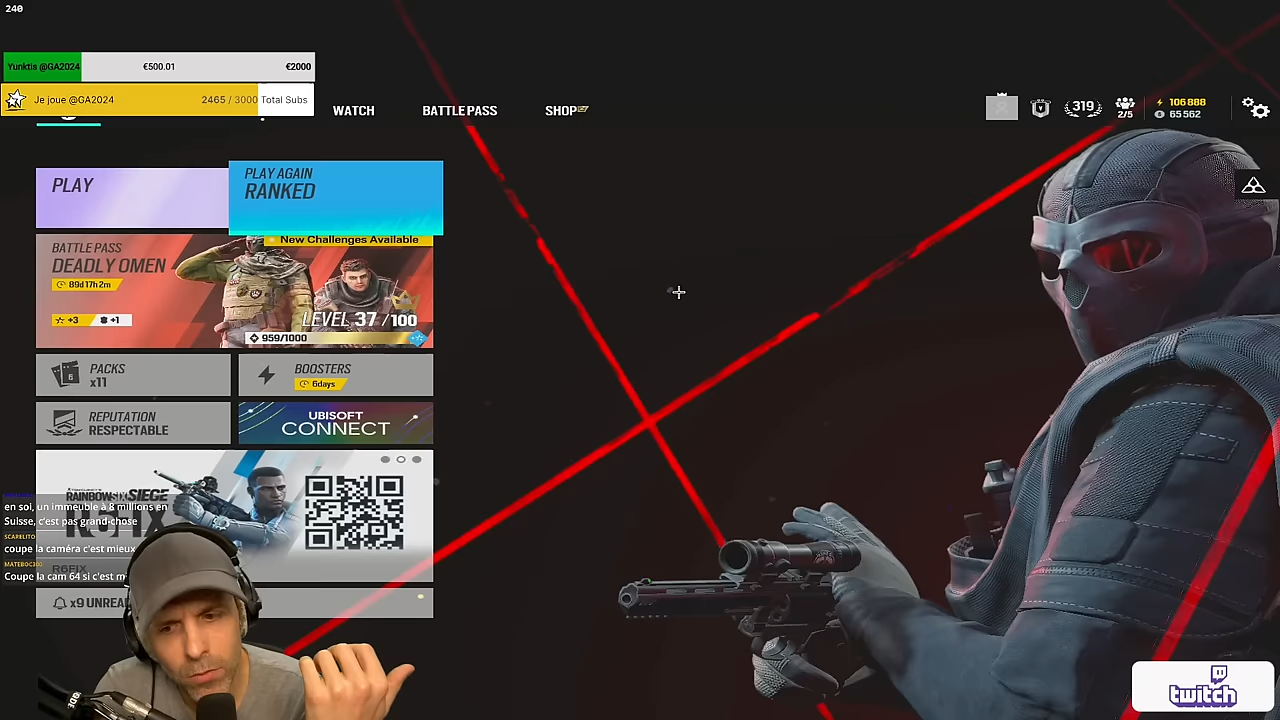 240
Yunktis @GA2024 €500.01 €2000
Je joue @GA2024 2465 / 3000 Total Subs
WATCH BATTLE PASS SHOP
319
2/5
106 888
65 562
PLAY
PLAY AGAIN
RANKED
New Challenges Available
BATTLE PASS
DEADLY OMEN
89d 17h 2m
+3 +1
LEVEL 37 /100
959/1000
PACKS
x11
BOOSTERS
6days
REPUTATION
RESPECTABLE
UBISOFT
CONNECT
RAINBOW SIX SIEGE
R6FIX
en soi, un immeuble à 8 millions en
Suisse, c'est pas grand-chose
SCARELITO
coupe la caméra c'est mieux
MATEBOC300
Coupe la cam 64 si c'est m
R6FIX
x9 UNREA
twitch